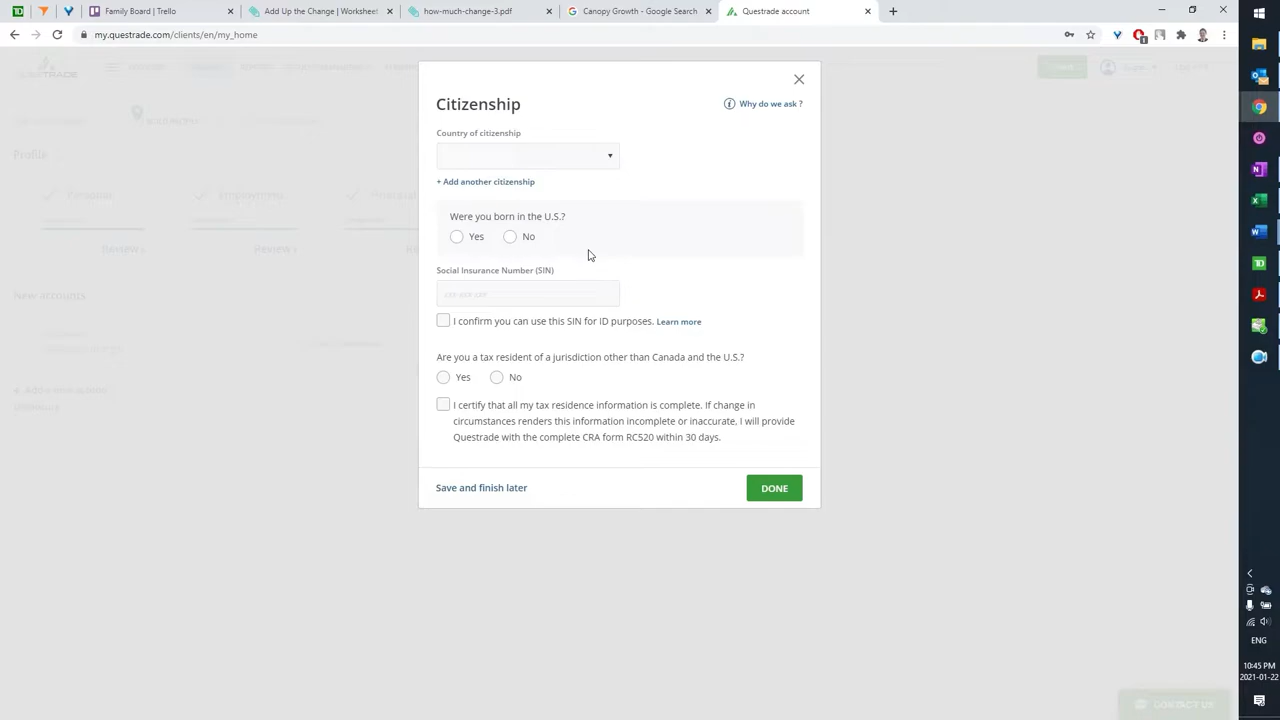 Family Board | Trello
Add Up the Change | Worksheet
how-much-change-3.pdf
Canopy Growth - Google Search
Questrade account
my.questrade.com/clients/en/my_home
Citizenship
Why do we ask ?
Country of citizenship
+ Add another citizenship
Were you born in the U.S.?
Yes No
Social Insurance Number (SIN)
I confirm you can use this SIN for ID purposes. Learn more
Are you a tax resident of a jurisdiction other than Canada and the U.S.?
Yes No
I certify that all my tax residence information is complete. If change in
circumstances renders this information incomplete or inaccurate, I will provide
Questrade with the complete CRA form RC520 within 30 days.
Save and finish later
DONE
Profile
Review
Review
Re
New accounts
CONTACT US
ENG
10:45 PM
2021-01-22